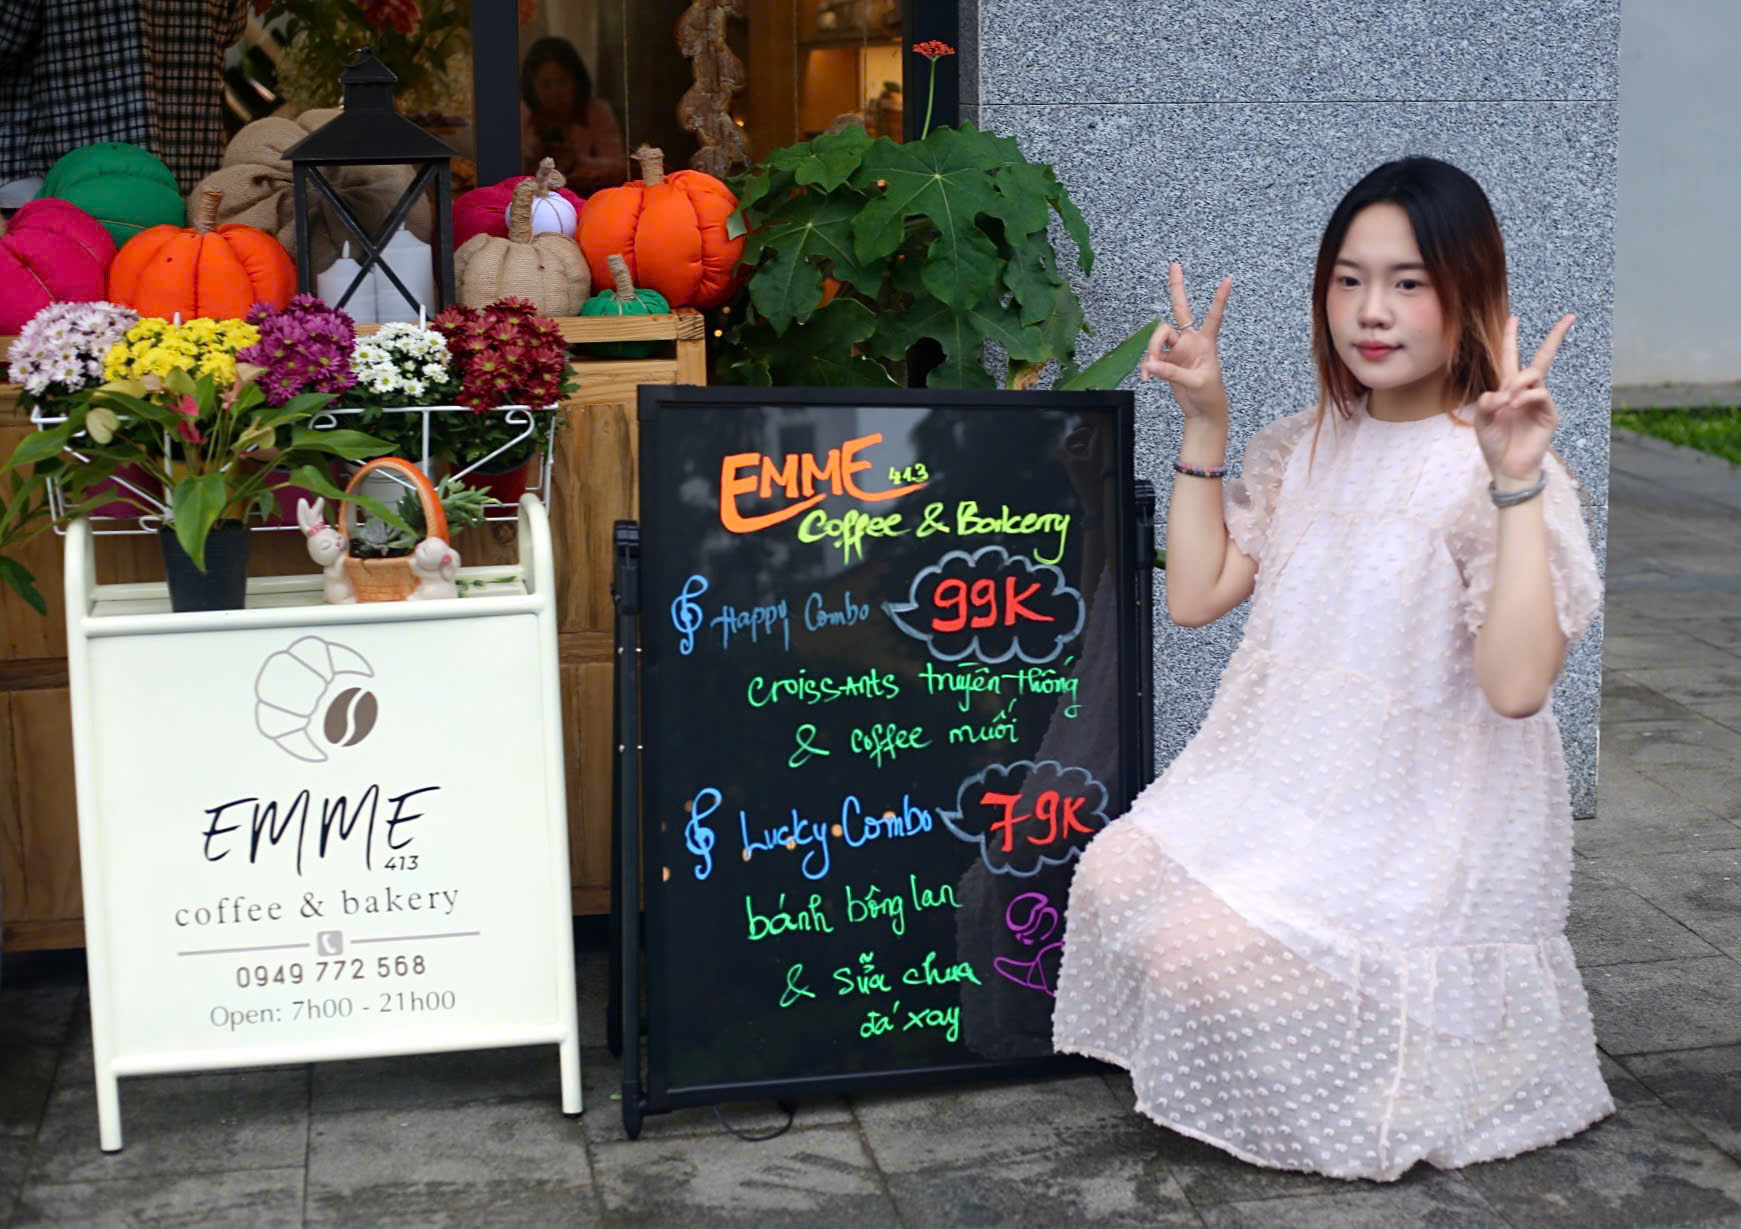 EMME
413
coffee & bakery
0949 772 568
Open: 7h00 - 21h00
EMME 413
Coffee & Bakery
Happy Combo 99K
croissants truyền thống
& coffee muối
Lucky Combo 79K
bánh bông lan
& sữa chua
đá xay